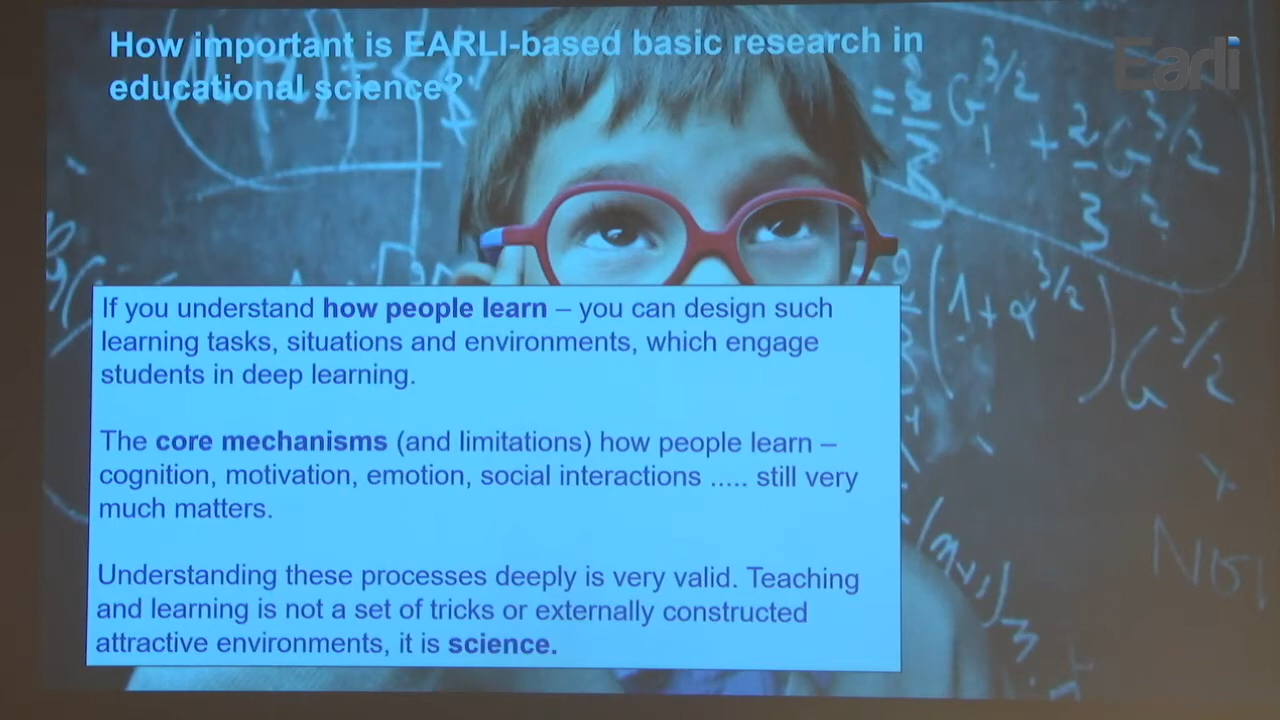 How important is EARLI-based basic research in
educational science?
Earli
If you understand how people learn – you can design such
learning tasks, situations and environments, which engage
students in deep learning.
The core mechanisms (and limitations) how people learn –
cognition, motivation, emotion, social interactions ..... still very
much matters.
Understanding these processes deeply is very valid. Teaching
and learning is not a set of tricks or externally constructed
attractive environments, it is science.